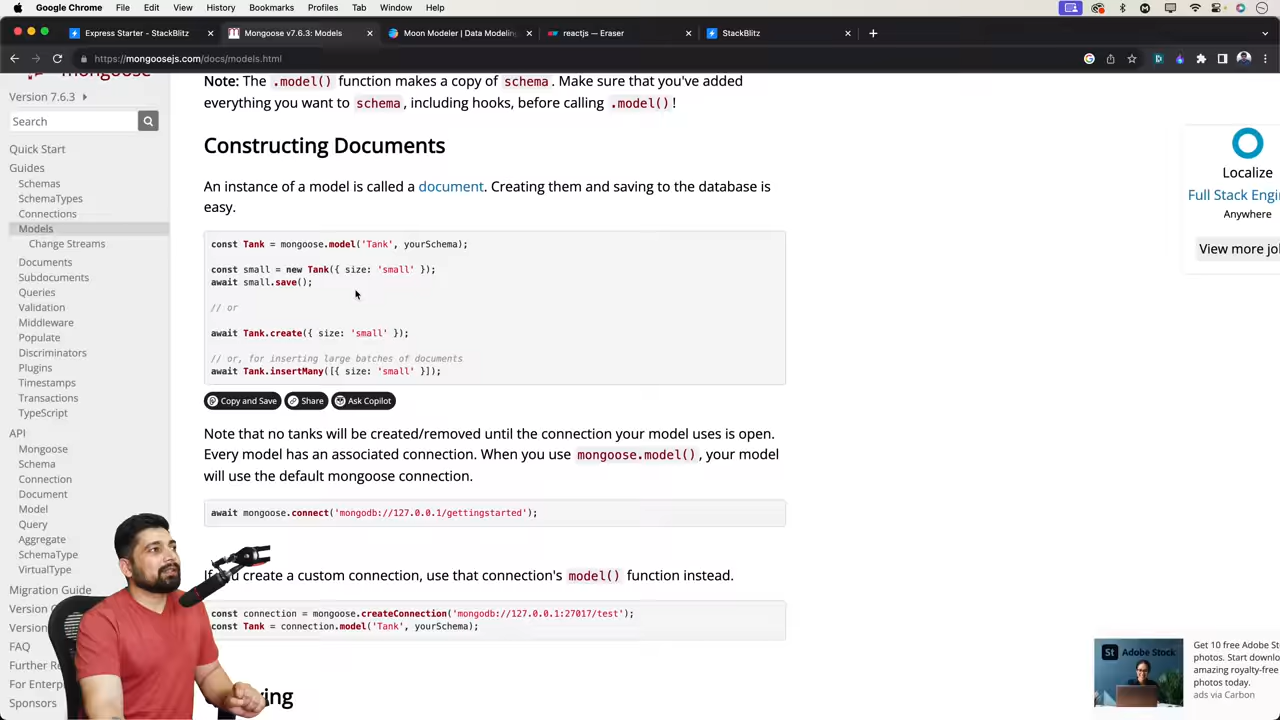 Google Chrome File Edit View History Bookmarks Profiles Tab Window Help
Express Starter - StackBlitz
Mongoose v7.6.3: Models
Moon Modeler | Data Modeling
reactjs — Eraser
StackBlitz
https://mongoosejs.com/docs/models.html
Version 7.6.3
Search
Quick Start
Guides
Schemas
SchemaTypes
Connections
Models
Change Streams
Documents
Subdocuments
Queries
Validation
Middleware
Populate
Discriminators
Plugins
Timestamps
Transactions
TypeScript
API
Mongoose
Schema
Connection
Document
Model
Query
Aggregate
SchemaType
VirtualType
Migration Guide
Version
Version
FAQ
Further
For
Sponsors
Note: The .model() function makes a copy of schema. Make sure that you've added
everything you want to schema, including hooks, before calling .model()!
Constructing Documents
An instance of a model is called a document. Creating them and saving to the database is
easy.
const Tank = mongoose.model('Tank', yourSchema);
const small = new Tank({ size: 'small' });
await small.save();
// or
await Tank.create({ size: 'small' });
// or, for inserting large batches of documents
await Tank.insertMany([{ size: 'small' }]);
Copy and Save Share Ask Copilot
Note that no tanks will be created/removed until the connection your model uses is open.
Every model has an associated connection. When you use mongoose.model(), your model
will use the default mongoose connection.
await mongoose.connect('mongodb://127.0.0.1/gettingstarted');
If you create a custom connection, use that connection's model() function instead.
const connection = mongoose.createConnection('mongodb://127.0.0.1:27017/test');
const Tank = connection.model('Tank', yourSchema);
Localize
Full Stack Engi
Anywhere
View more jo
St Adobe Stock
Get 10 free Adobe St
photos. Start downlo
amazing royalty-free
photos today.
ads via Carbon